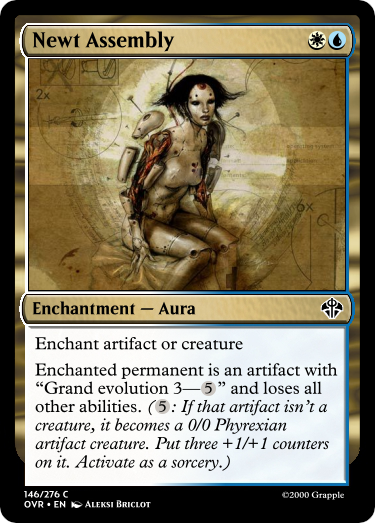 Newt Assembly
2x
6x
Enchantment — Aura
Enchant artifact or creature
Enchanted permanent is an artifact with
“Grand evolution 3—5” and loses all
other abilities. (5: If that artifact isn’t a
creature, it becomes a 0/0 Phyrexian
artifact creature. Put three +1/+1 counters
on it. Activate as a sorcery.)
146/276 C
OVR • EN Aleksi Briclot
©2000 Grapple